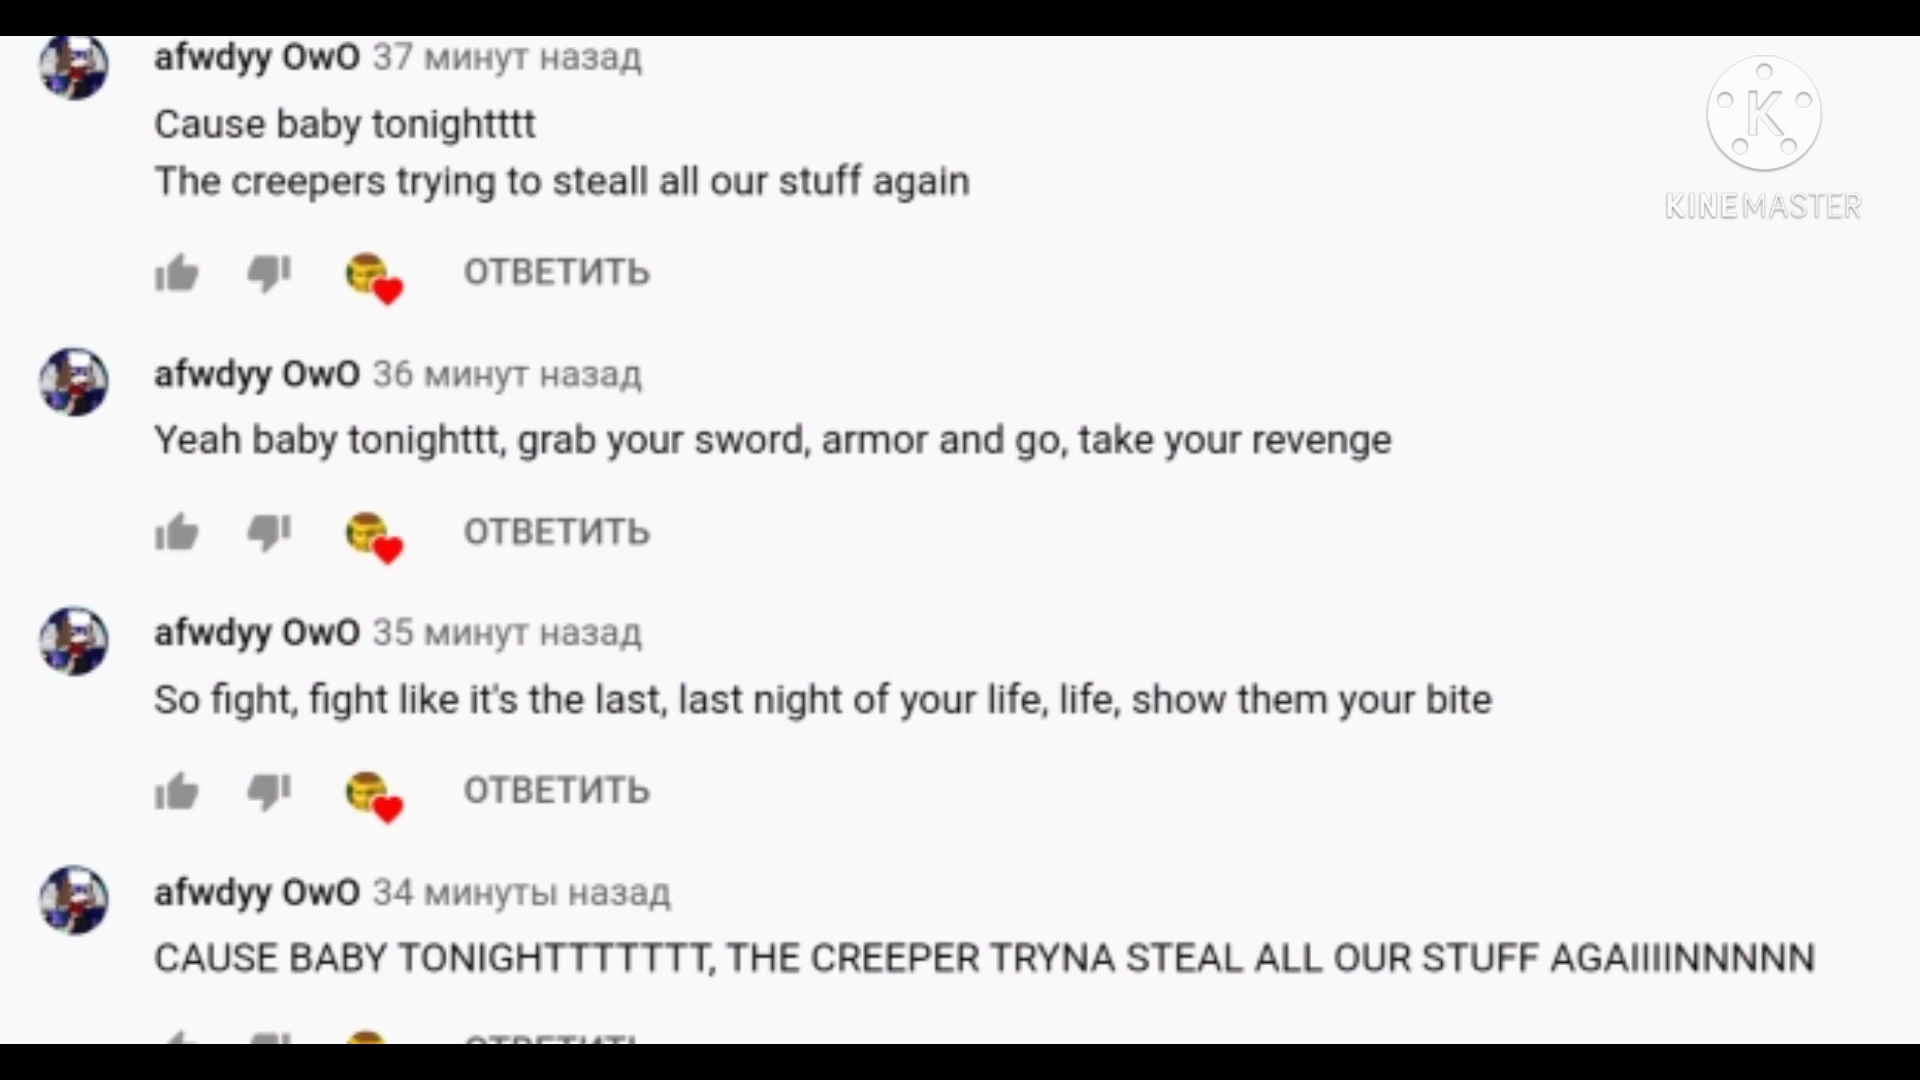 afwdyy OwO 37 минут назад
Cause baby tonightttt
The creepers trying to steall all our stuff again
K
KINEMASTER
ОТВЕТИТЬ
afwdyy OwO 36 минут назад
Yeah baby tonighttt, grab your sword, armor and go, take your revenge
ОТВЕТИТЬ
afwdyy OwO 35 минут назад
So fight, fight like it's the last, last night of your life, life, show them your bite
ОТВЕТИТЬ
afwdyy OwO 34 минуты назад
CAUSE BABY TONIGHTTTTTTT, THE CREEPER TRYNA STEAL ALL OUR STUFF AGAIIIINNNNN
ОТВЕТИТЬ